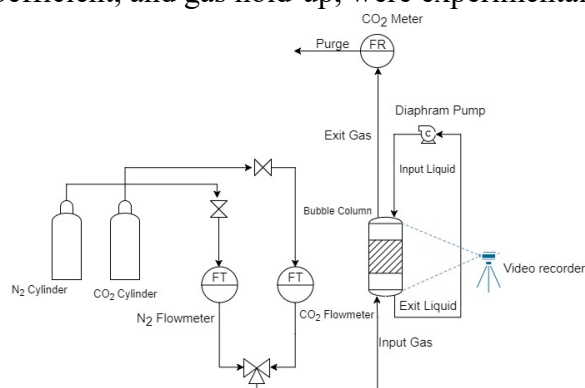 oefficient, and gas hold-up, were experimental
CO2 Meter
Purge
FR
Diaphram Pump
C
Exit Gas
Input Liquid
Bubble Column
FT
FT
Video recorder
N2 Cylinder
CO2 Cylinder
Exit Liquid
N2 Flowmeter
CO2 Flowmeter
Input Gas